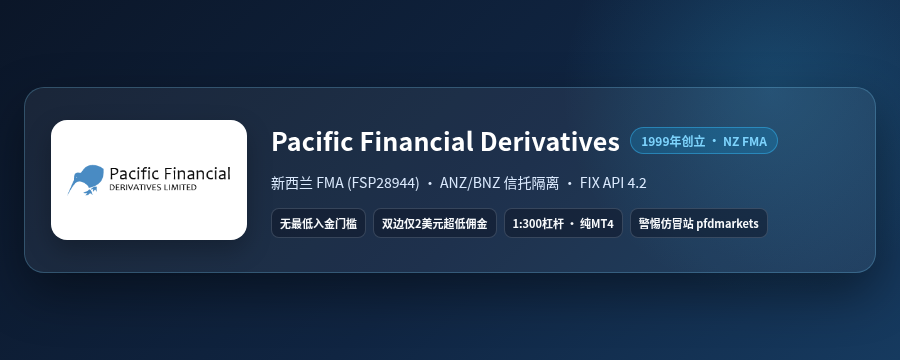 Pacific Financial
DERIVATIVES LIMITED
Pacific Financial Derivatives
1999年创立 · NZ FMA
新西兰 FMA (FSP28944) · ANZ/BNZ 信托隔离 · FIX API 4.2
无最低入金门槛
双边仅2美元超低佣金
1:300杠杆 · 纯MT4
警惕仿冒站 pfdmarkets